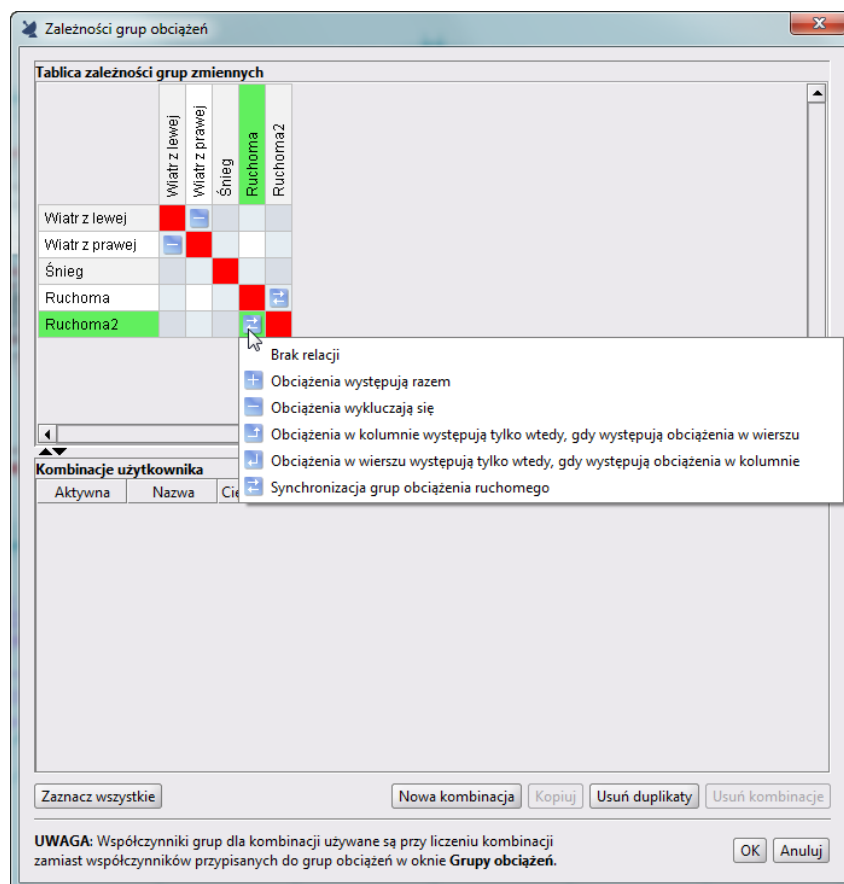 Zależności grup obciążeń
Tablica zależności grup zmiennych
Wiatr z lewej
Wiatr z prawej
Śnieg
Ruchoma
Ruchoma2
Wiatr z lewej
Wiatr z prawej
Śnieg
Ruchoma
Ruchoma2
Brak relacji
Obciążenia występują razem
Obciążenia wykluczają się
Obciążenia w kolumnie występują tylko wtedy, gdy występują obciążenia w wierszu
Obciążenia w wierszu występują tylko wtedy, gdy występują obciążenia w kolumnie
Synchronizacja grup obciążenia ruchomego
Kombinacje użytkownika
Aktywna Nazwa Cię
Zaznacz wszystkie Nowa kombinacja Kopiuj Usuń duplikaty Usuń kombinacje
UWAGA: Współczynniki grup dla kombinacji używane są przy liczeniu kombinacji
zamiast współczynników przypisanych do grup obciążeń w oknie Grupy obciążeń.
OK Anuluj